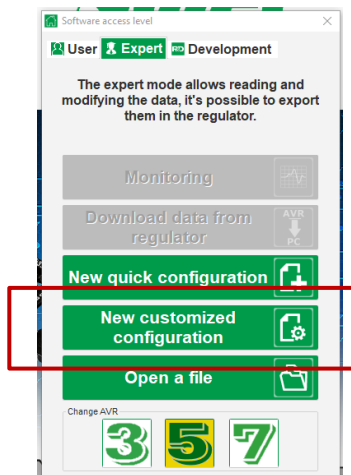 Software access level
User Expert RD Development
The expert mode allows reading and
modifying the data, it's possible to export
them in the regulator.
Monitoring
Download data from
regulator
AVR
PC
New quick configuration
New customized
configuration
Open a file
Change AVR
3 5 7